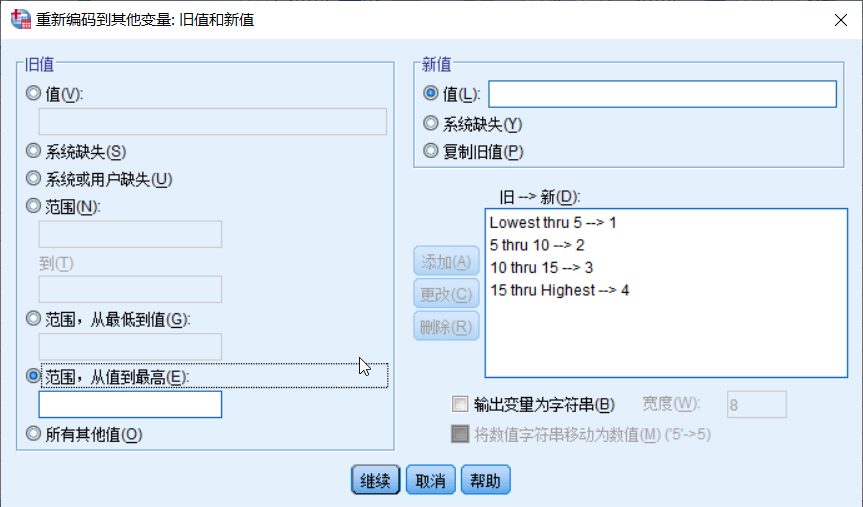 重新编码到其他变量: 旧值和新值
旧值
值(V):
系统缺失(S)
系统或用户缺失(U)
范围(N):
到(T)
范围，从最低到值(G):
范围，从值到最高(E):
所有其他值(O)
新值
值(L):
系统缺失(Y)
复制旧值(P)
旧 --> 新(D):
添加(A)
更改(C)
删除(R)
Lowest thru 5 --> 1
5 thru 10 --> 2
10 thru 15 --> 3
15 thru Highest --> 4
输出变量为字符串(B) 宽度(W): 8
将数值字符串移动为数值(M) ('5'->5)
继续 取消 帮助